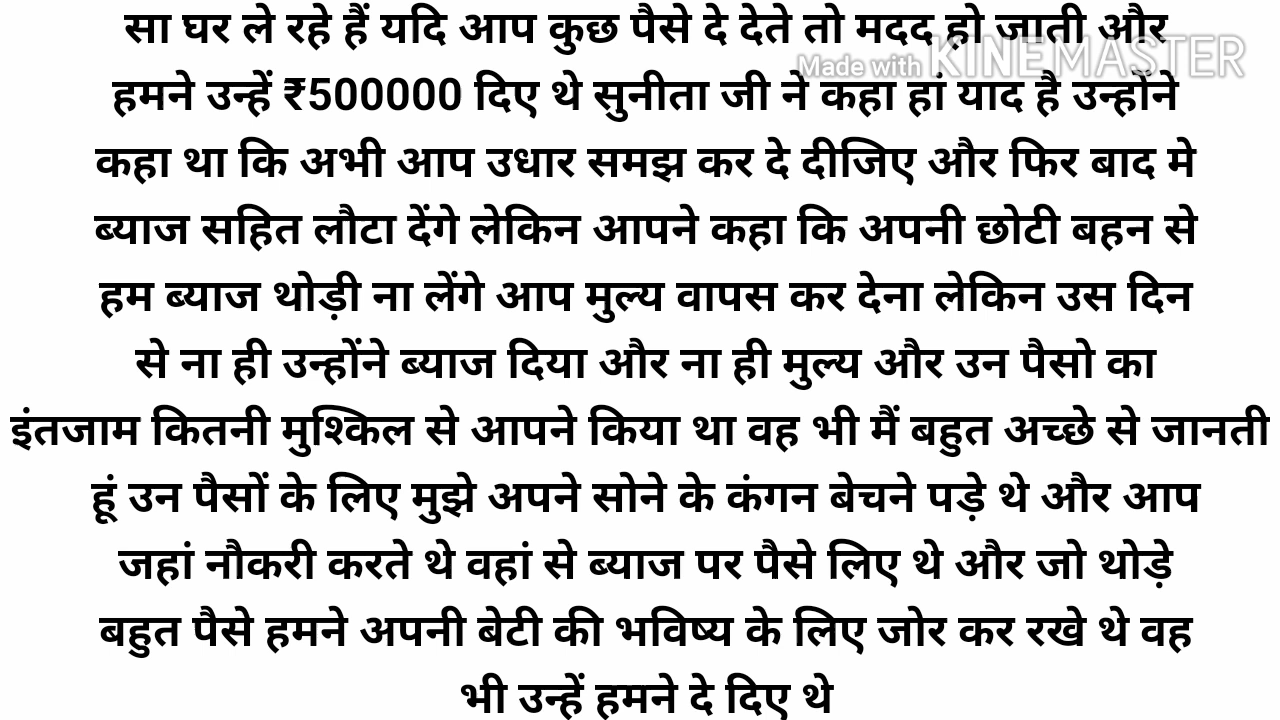 सा घर ले रहे हैं यदि आप कुछ पैसे दे देते तो मदद हो जाती और
Made with KINEMASTER
हमने उन्हें ₹500000 दिए थे सुनीता जी ने कहा हां याद है उन्होंने
कहा था कि अभी आप उधार समझ कर दे दीजिए और फिर बाद मे
ब्याज सहित लौटा देंगे लेकिन आपने कहा कि अपनी छोटी बहन से
हम ब्याज थोड़ी ना लेंगे आप मुल्य वापस कर देना लेकिन उस दिन
से ना ही उन्होंने ब्याज दिया और ना ही मुल्य और उन पैसो का
इंतजाम कितनी मुश्किल से आपने किया था वह भी मैं बहुत अच्छे से जानती
हूं उन पैसों के लिए मुझे अपने सोने के कंगन बेचने पड़े थे और आप
जहां नौकरी करते थे वहां से ब्याज पर पैसे लिए थे और जो थोड़े
बहुत पैसे हमने अपनी बेटी की भविष्य के लिए जोर कर रखे थे वह
भी उन्हें हमने दे दिए थे